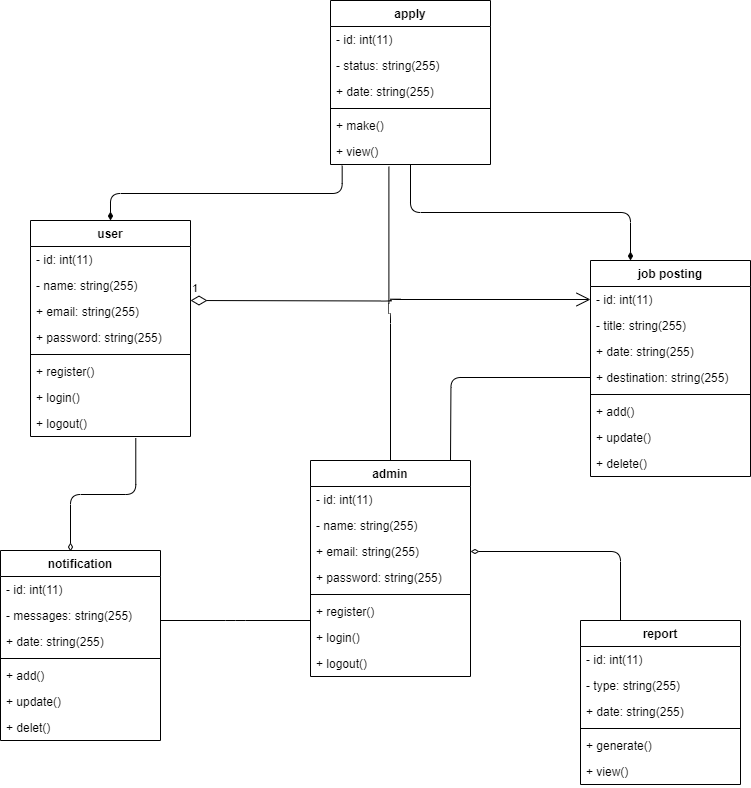 apply
- id: int(11)
- status: string(255)
+ date: string(255)
+ make()
+ view()
user
- id: int(11)
- name: string(255)
+ email: string(255)
+ password: string(255)
+ register()
+ login()
+ logout()
1
job posting
- id: int(11)
- title: string(255)
+ date: string(255)
+ destination: string(255)
+ add()
+ update()
+ delete()
admin
- id: int(11)
- name: string(255)
+ email: string(255)
+ password: string(255)
+ register()
+ login()
+ logout()
notification
- id: int(11)
- messages: string(255)
+ date: string(255)
+ add()
+ update()
+ delet()
report
- id: int(11)
- type: string(255)
+ date: string(255)
+ generate()
+ view()